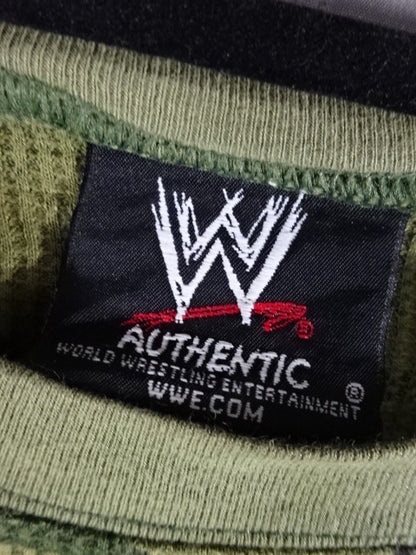 W®
AUTHENTIC
WORLD WRESTLING ENTERTAINMENT®
WWE.COM